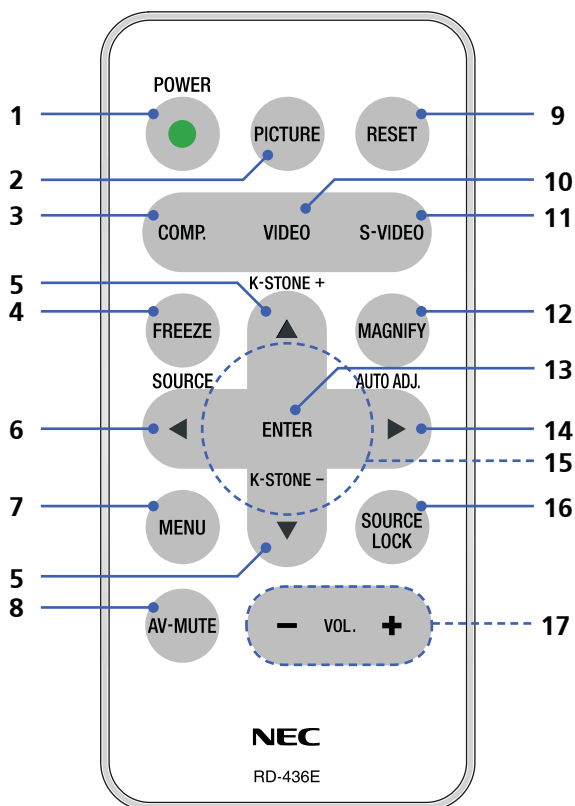 POWER
1
PICTURE
RESET
9
2
10
3
COMP.
VIDEO
S-VIDEO
11
5
K-STONE +
4
FREEZE
MAGNIFY
12
SOURCE
AUTO ADJ.
13
6
ENTER
14
15
K-STONE −
7
MENU
SOURCE
LOCK
16
5
8
AV-MUTE
− VOL. +
17
NEC
RD-436E